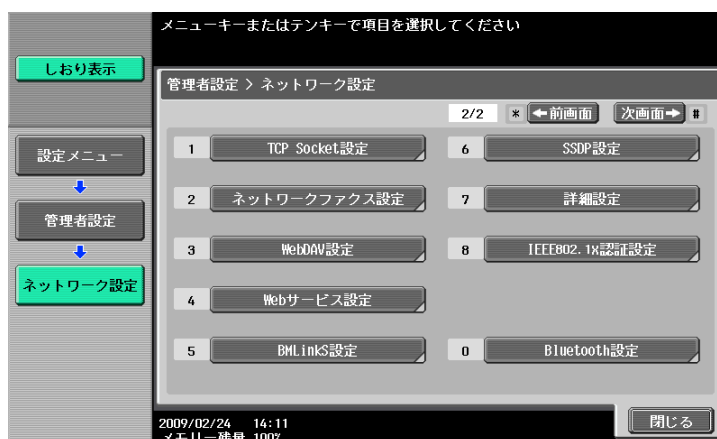 メニューキーまたはテンキーで項目を選択してください
しおり表示
管理者設定 > ネットワーク設定
2/2 * ←前画面 次画面→ #
設定メニュー
管理者設定
ネットワーク設定
1 TCP Socket設定
2 ネットワークファクス設定
3 WebDAV設定
4 Webサービス設定
5 BMLinkS設定
6 SSDP設定
7 詳細設定
8 IEEE802.1X認証設定
0 Bluetooth設定
2009/02/24 14:11
メモリー残量 100%
閉じる